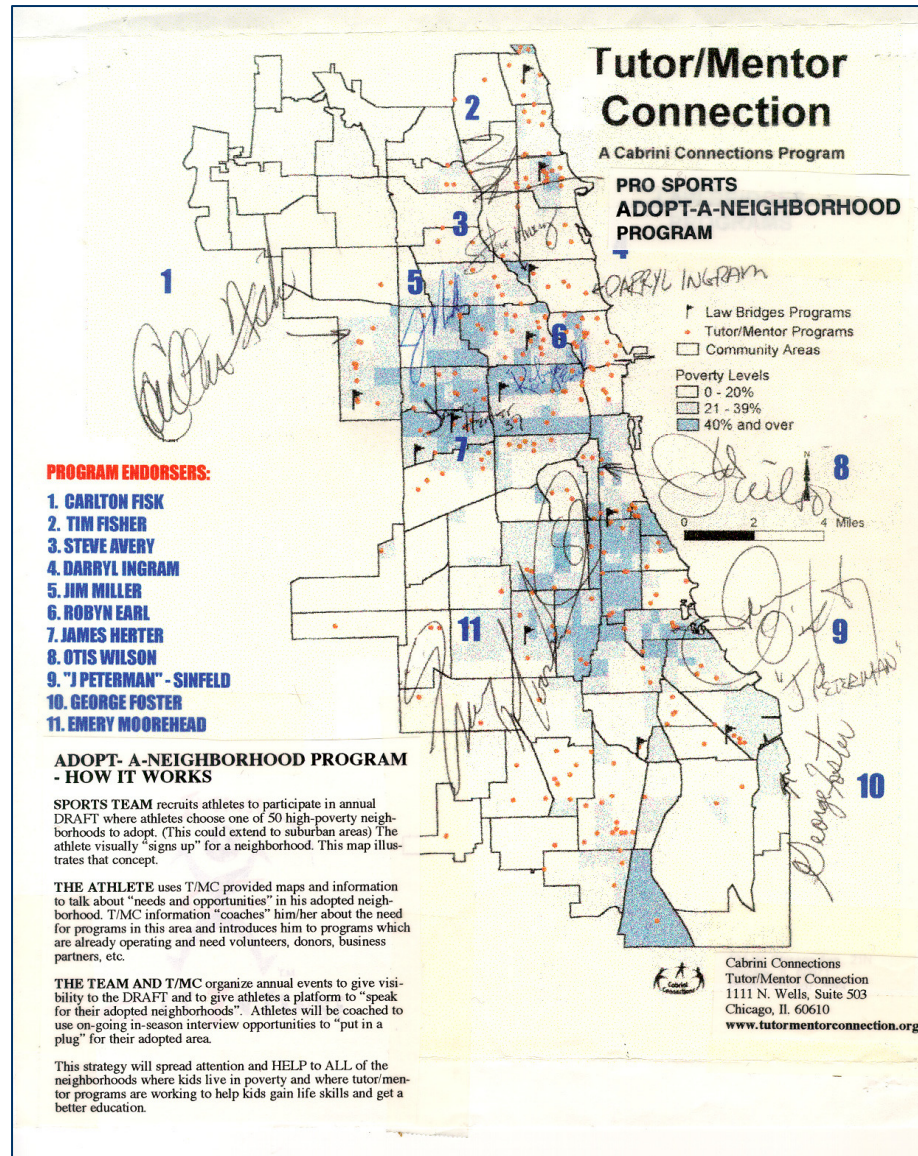 Tutor/Mentor
Connection
A Cabrini Connections Program
PRO SPORTS
ADOPT-A-NEIGHBORHOOD
PROGRAM
2
3
1
5
4
DARRYL INGRAM
Steve Avery
Law Bridges Programs
Tutor/Mentor Programs
Community Areas
Poverty Levels
0 - 20%
21 - 39%
40% and over
6
7
8
N
0 2 4 Miles
PROGRAM ENDORSERS:
1. CARLTON FISK
2. TIM FISHER
3. STEVE AVERY
4. DARRYL INGRAM
5. JIM MILLER
6. ROBYN EARL
7. JAMES HERTER
8. OTIS WILSON
9. "J PETERMAN" - SINFELD
10. GEORGE FOSTER
11. EMERY MOOREHEAD
11
9
"J PETERMAN"
10
George Foster
ADOPT- A-NEIGHBORHOOD PROGRAM
- HOW IT WORKS
SPORTS TEAM recruits athletes to participate in annual
DRAFT where athletes choose one of 50 high-poverty neigh-
borhoods to adopt. (This could extend to suburban areas) The
athlete visually “signs up” for a neighborhood. This map illus-
trates that concept.
THE ATHLETE uses T/MC provided maps and information
to talk about “needs and opportunities” in his adopted neigh-
borhood. T/MC information “coaches” him/her about the need
for programs in this area and introduces him to programs which
are already operating and need volunteers, donors, business
partners, etc.
THE TEAM AND T/MC organize annual events to give visi-
bility to the DRAFT and to give athletes a platform to “speak
for their adopted neighborhoods”. Athletes will be coached to
use on-going in-season interview opportunities to “put in a
plug” for their adopted area.
This strategy will spread attention and HELP to ALL of the
neighborhoods where kids live in poverty and where tutor/men-
tor programs are working to help kids gain life skills and get a
better education.
Cabrini
Connections
Cabrini Connections
Tutor/Mentor Connection
1111 N. Wells, Suite 503
Chicago, Il. 60610
www.tutormentorconnection.org